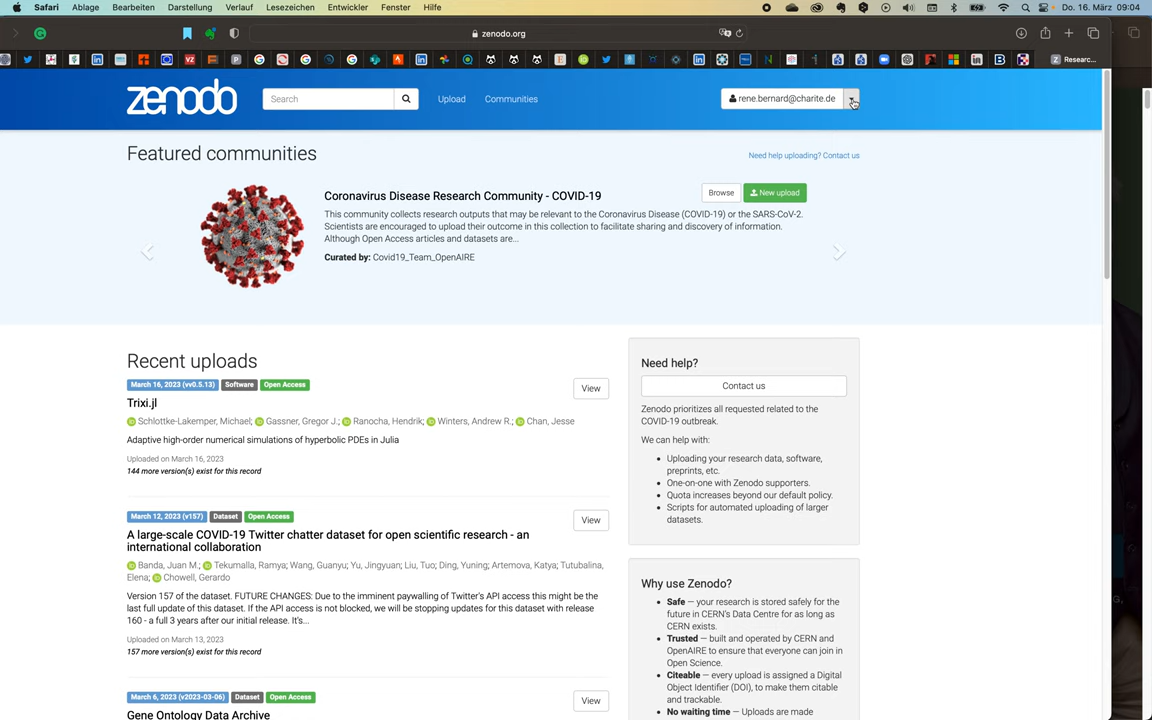 Safari Ablage Bearbeiten Darstellung Verlauf Lesezeichen Entwickler Fenster Hilfe Do. 16. März 09:04
zenodo.org
Researc...
zenodo Search Upload Communities rene.bernard@charite.de
Featured communities
Need help uploading? Contact us
Coronavirus Disease Research Community - COVID-19
Browse New upload
This community collects research outputs that may be relevant to the Coronavirus Disease (COVID-19) or the SARS-CoV-2.
Scientists are encouraged to upload their outcome in this collection to facilitate sharing and discovery of information.
Although Open Access articles and datasets are...
Curated by: Covid19_Team_OpenAIRE
Recent uploads
March 16, 2023 (vv0.5.13) Software Open Access
View
Trixi.jl
Schlottke-Lakemper, Michael; Gassner, Gregor J.; Ranocha, Hendrik; Winters, Andrew R.; Chan, Jesse
Adaptive high-order numerical simulations of hyperbolic PDEs in Julia
Uploaded on March 16, 2023
144 more version(s) exist for this record
March 12, 2023 (v157) Dataset Open Access
View
A large-scale COVID-19 Twitter chatter dataset for open scientific research - an
international collaboration
Banda, Juan M.; Tekumalla, Ramya; Wang, Guanyu; Yu, Jingyuan; Liu, Tuo; Ding, Yuning; Artemova, Katya; Tutubalina,
Elena; Chowell, Gerardo
Version 157 of the dataset. FUTURE CHANGES: Due to the imminent paywalling of Twitter's API access this might be the
last full update of this dataset. If the API access is not blocked, we will be stopping updates for this dataset with release
160 - a full 3 years after our initial release. It's...
Uploaded on March 13, 2023
157 more version(s) exist for this record
March 6, 2023 (v2023-03-06) Dataset Open Access
View
Gene Ontology Data Archive
Need help?
Contact us
Zenodo prioritizes all requested related to the
COVID-19 outbreak.
We can help with:
Uploading your research data, software,
preprints, etc.
One-on-one with Zenodo supporters.
Quota increases beyond our default policy.
Scripts for automated uploading of larger
datasets.
Why use Zenodo?
Safe — your research is stored safely for the
future in CERN's Data Centre for as long as
CERN exists.
Trusted — built and operated by CERN and
OpenAIRE to ensure that everyone can join in
Open Science.
Citeable — every upload is assigned a Digital
Object Identifier (DOI), to make them citable
and trackable.
No waiting time — Uploads are made